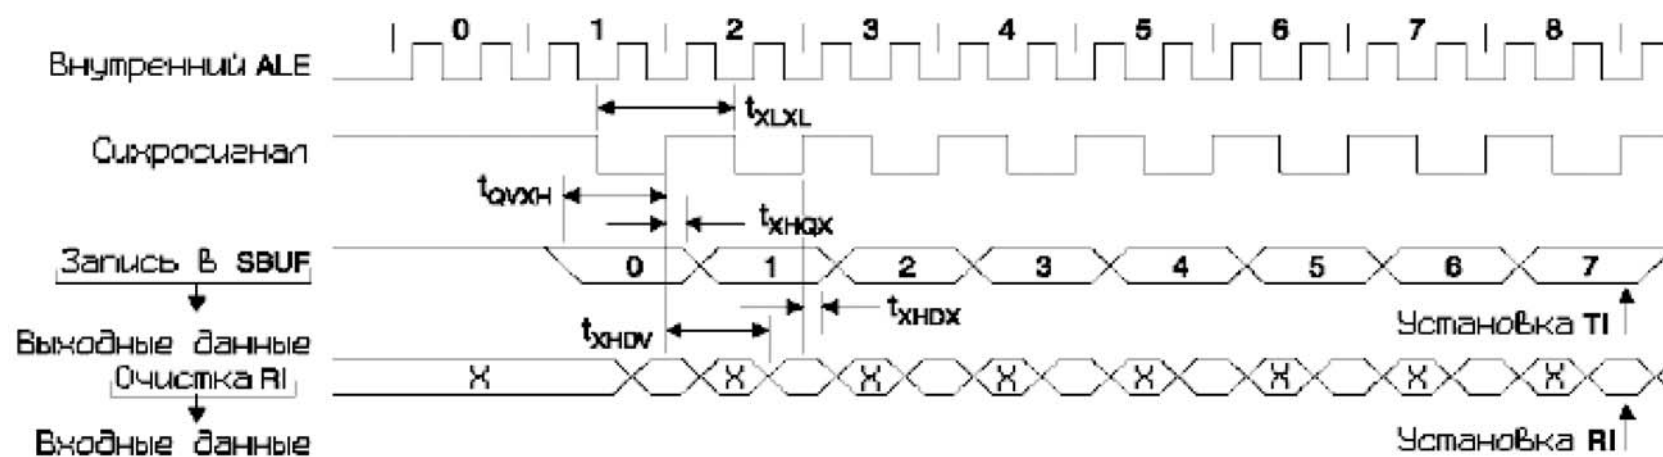 0 1 2 3 4 5 6 7 8
Внутренний ALE
tXLXL
Сихросигнал
tQVXH
tXHQX
Запись в SBUF
0 1 2 3 4 5 6 7
tXHDX
Установка TI
tXHDV
Выходные данные
Очистка RI
X X X X X X X X
Входные данные
Установка RI